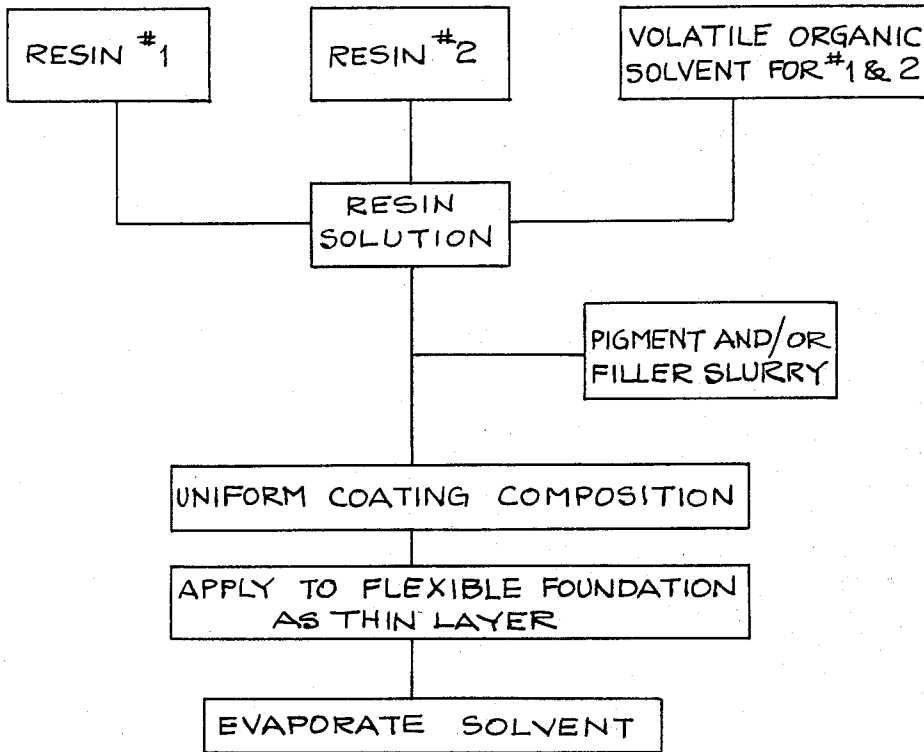 RESIN #1
RESIN #2
VOLATILE ORGANIC
SOLVENT FOR #1 & 2
RESIN
SOLUTION
PIGMENT AND/OR
FILLER SLURRY
UNIFORM COATING COMPOSITION
APPLY TO FLEXIBLE FOUNDATION
AS THIN LAYER
EVAPORATE SOLVENT